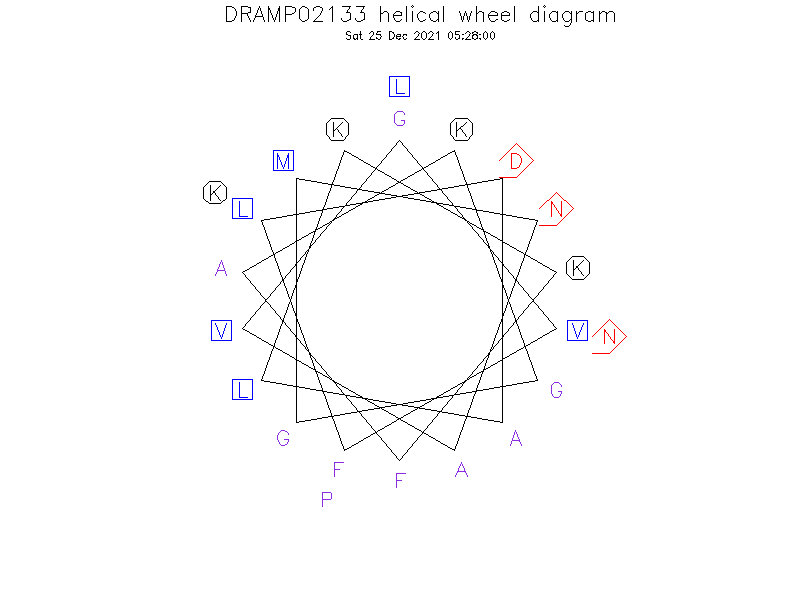 DRAMP02133 helical wheel diagram
Sat 25 Dec 2021 05:28:00
L
G
K K
M D
K L N
A K
V V N
L G
G A
F A
F
P